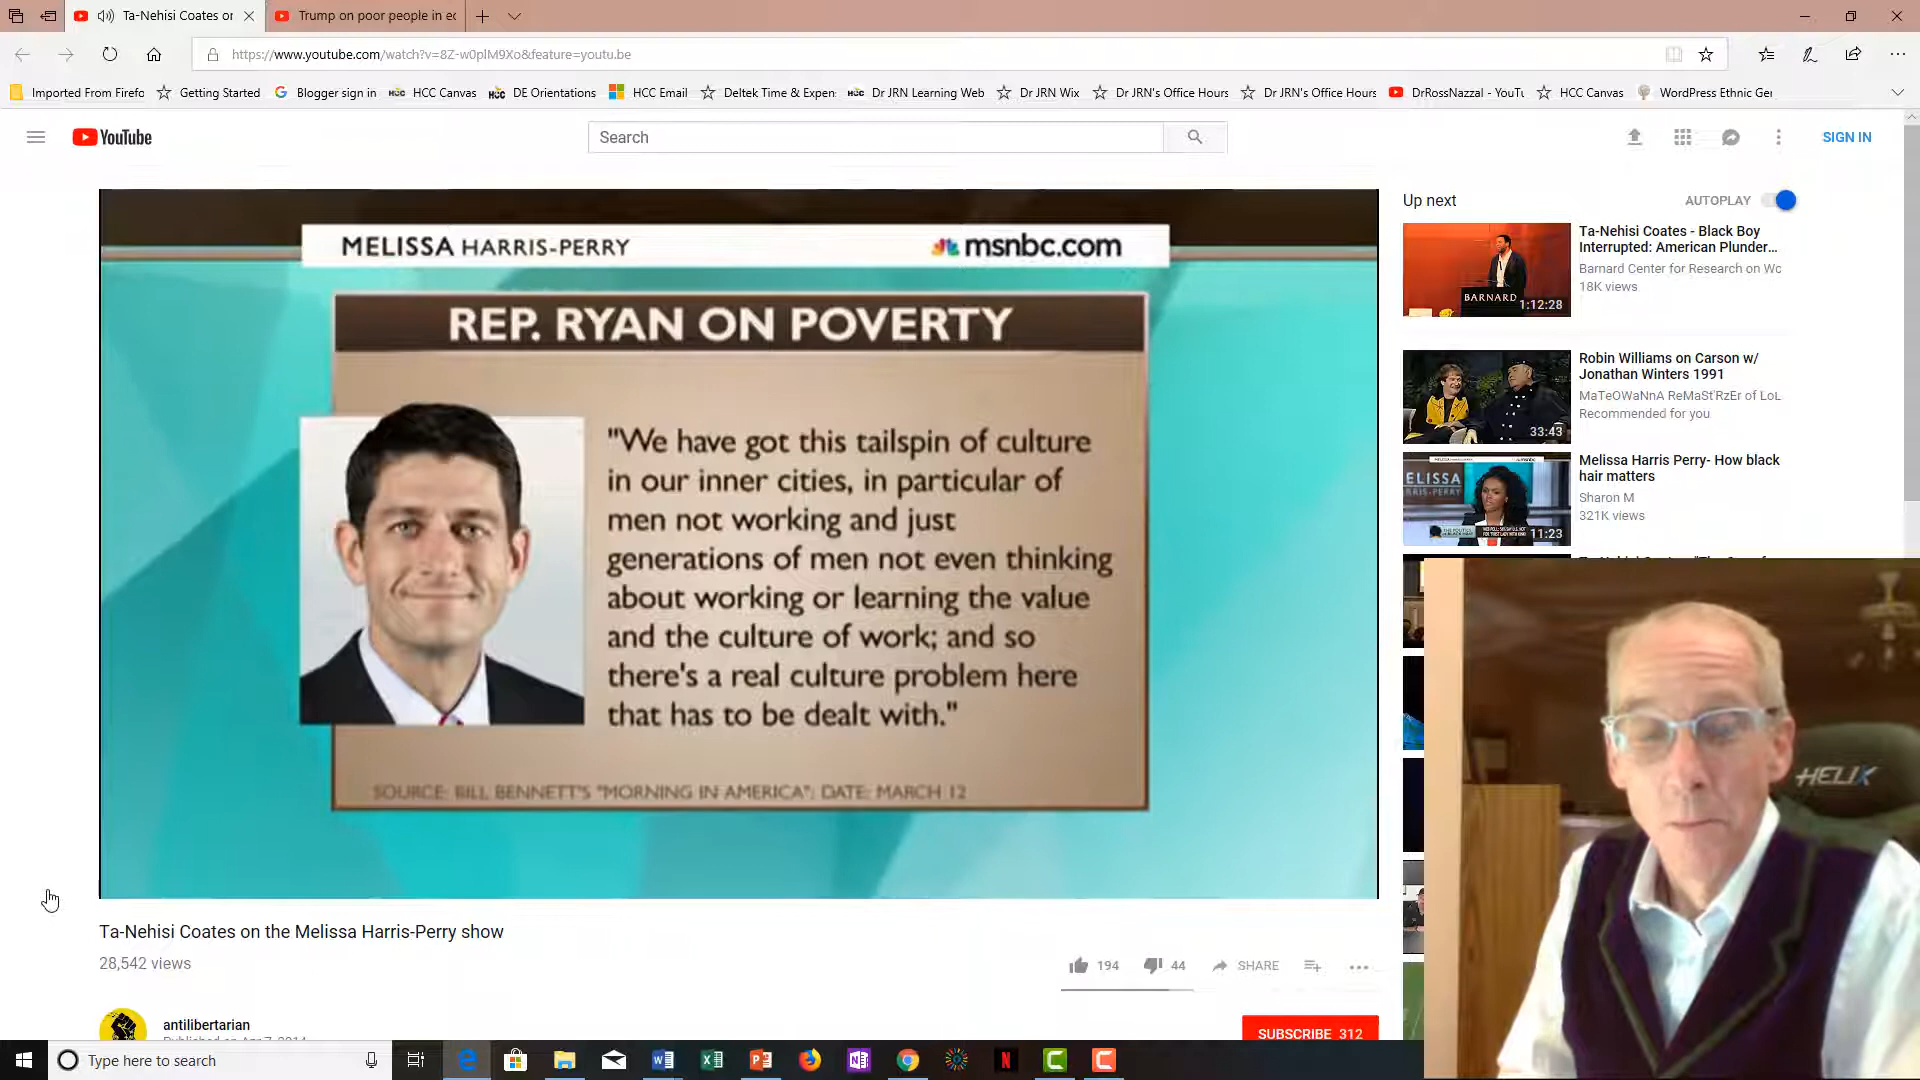 Ta-Nehisi Coates or
Trump on poor people in ec
https://www.youtube.com/watch?v=8Z-w0plM9Xo&feature=youtu.be
Imported From Firefo
Getting Started
Blogger sign in
HCC Canvas
DE Orientations
HCC Email
Deltek Time & Expen
Dr JRN Learning Web
Dr JRN Wix
Dr JRN's Office Hours
Dr JRN's Office Hours
DrRossNazzal - YouTu
HCC Canvas
WordPress Ethnic Gen
YouTube
Search
SIGN IN
MELISSA HARRIS-PERRY
msnbc.com
REP. RYAN ON POVERTY
"We have got this tailspin of culture
in our inner cities, in particular of
men not working and just
generations of men not even thinking
about working or learning the value
and the culture of work; and so
there's a real culture problem here
that has to be dealt with."
SOURCE: BILL BENNETT'S "MORNING IN AMERICA"; DATE: MARCH 12
Up next
AUTOPLAY
Ta-Nehisi Coates - Black Boy
Interrupted: American Plunder...
Barnard Center for Research on Wc
18K views
BARNARD
1:12:28
Robin Williams on Carson w/
Jonathan Winters 1991
MaTeOWaNnA ReMaSt'RzEr of LoL
Recommended for you
33:43
Melissa Harris Perry- How black
hair matters
Sharon M
321K views
11:23
HELIX
Ta-Nehisi Coates on the Melissa Harris-Perry show
28,542 views
194
44
SHARE
antilibertarian
SUBSCRIBE 312
Type here to search